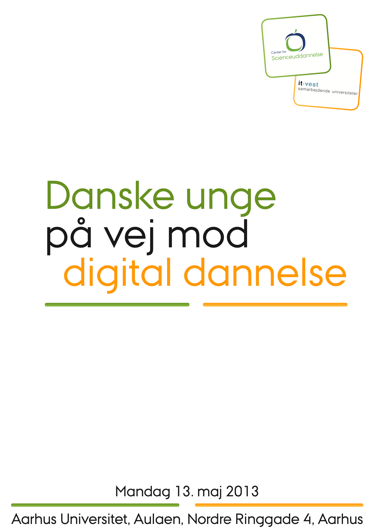 Center for
Scienceuddannelse
it-vest
samarbejdende universiteter
Danske unge
på vej mod
digital dannelse
Mandag 13. maj 2013
Aarhus Universitet, Aulaen, Nordre Ringgade 4, Aarhus